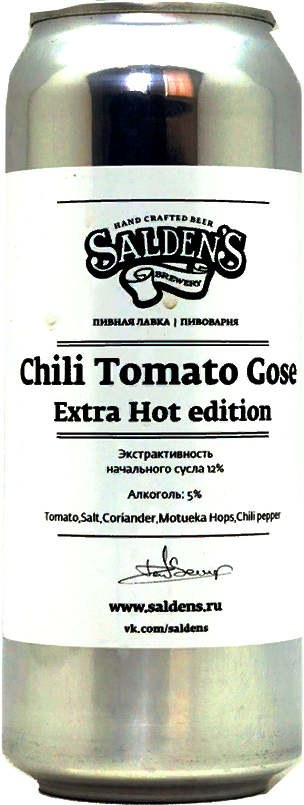 HAND CRAFTED BEER
SALDEN'S
BREWERY
ПИВНАЯ ЛАВКА | ПИВОВАРНЯ
Chili Tomato Gose
Extra Hot edition
Экстрактивность
начального сусла 12%
Алкоголь: 5%
Tomato,Salt,Coriander,Motueka Hops,Chili pepper
www.saldens.ru
vk.com/saldens